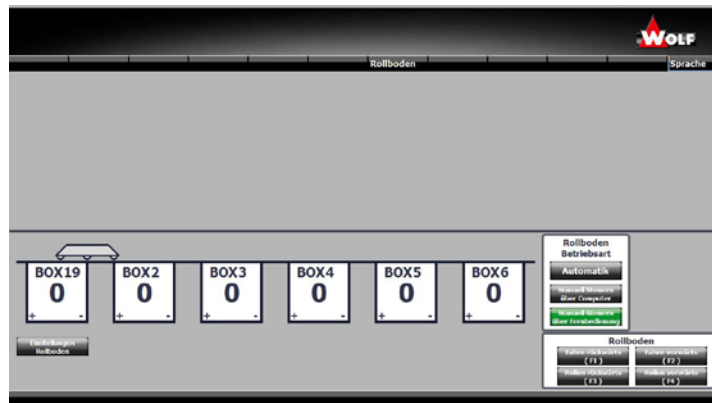 WOLF
Rollboden
Sprache
BOX19
0
+ -
BOX2
0
+ -
BOX3
0
+ -
BOX4
0
+ -
BOX5
0
+ -
BOX6
0
+ -
Einstellungen
Rollboden
Rollboden
Betriebsart
Automatik
Manuell Steuern
über Computer
Manuell Steuern
über Fernbedienung
Rollboden
Fahre rückwärts
( F1 )
Fahre vorwärts
( F2 )
Rollen rückwärts
( F3 )
Rollen vorwärts
( F4 )